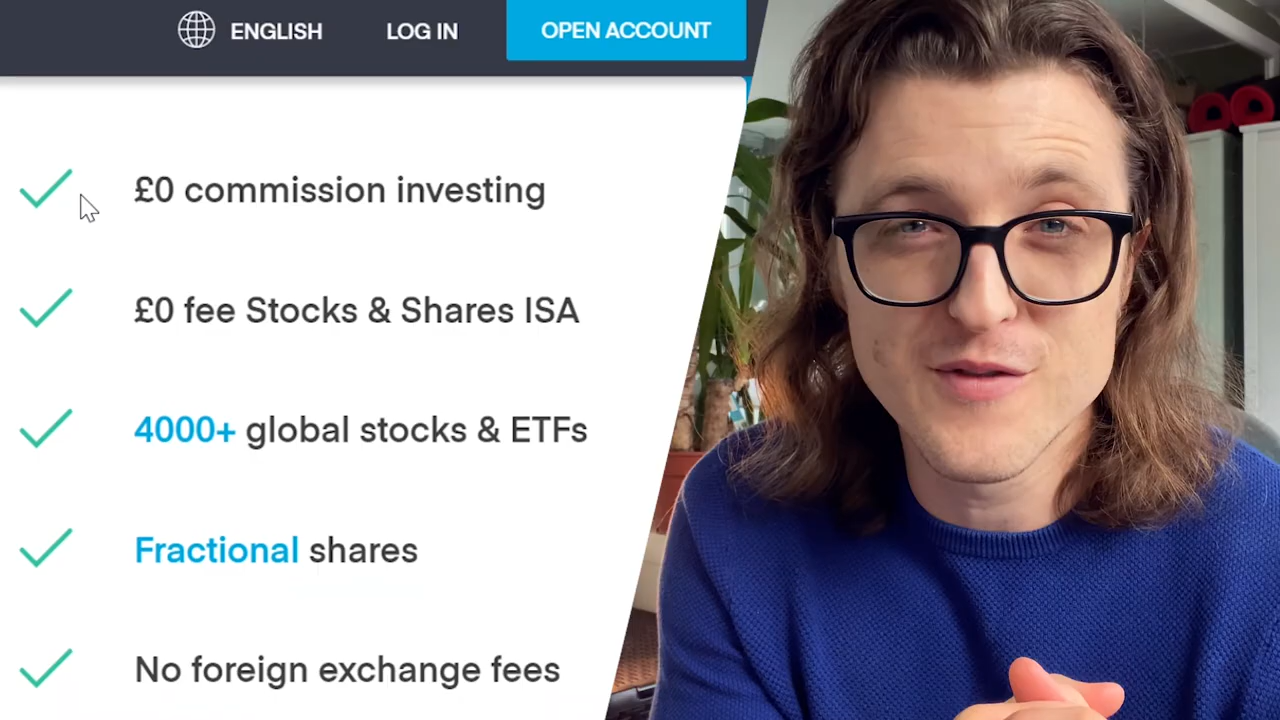 ENGLISH LOG IN OPEN ACCOUNT
£0 commission investing
£0 fee Stocks & Shares ISA
4000+ global stocks & ETFs
Fractional shares
No foreign exchange fees